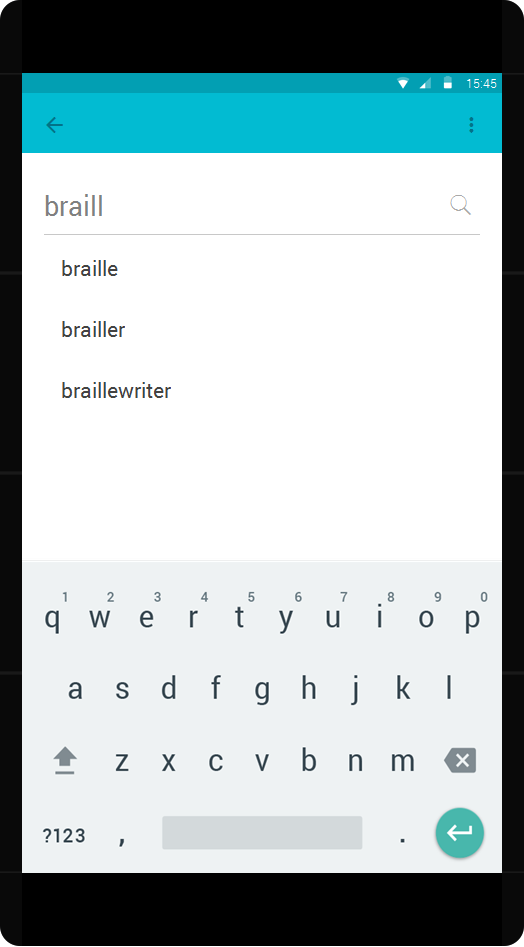 15:45
braill
braille
brailler
braillewriter
1 2 3 4 5 6 7 8 9 0
q w e r t y u i o p
a s d f g h j k l
z x c v b n m
?123 , .